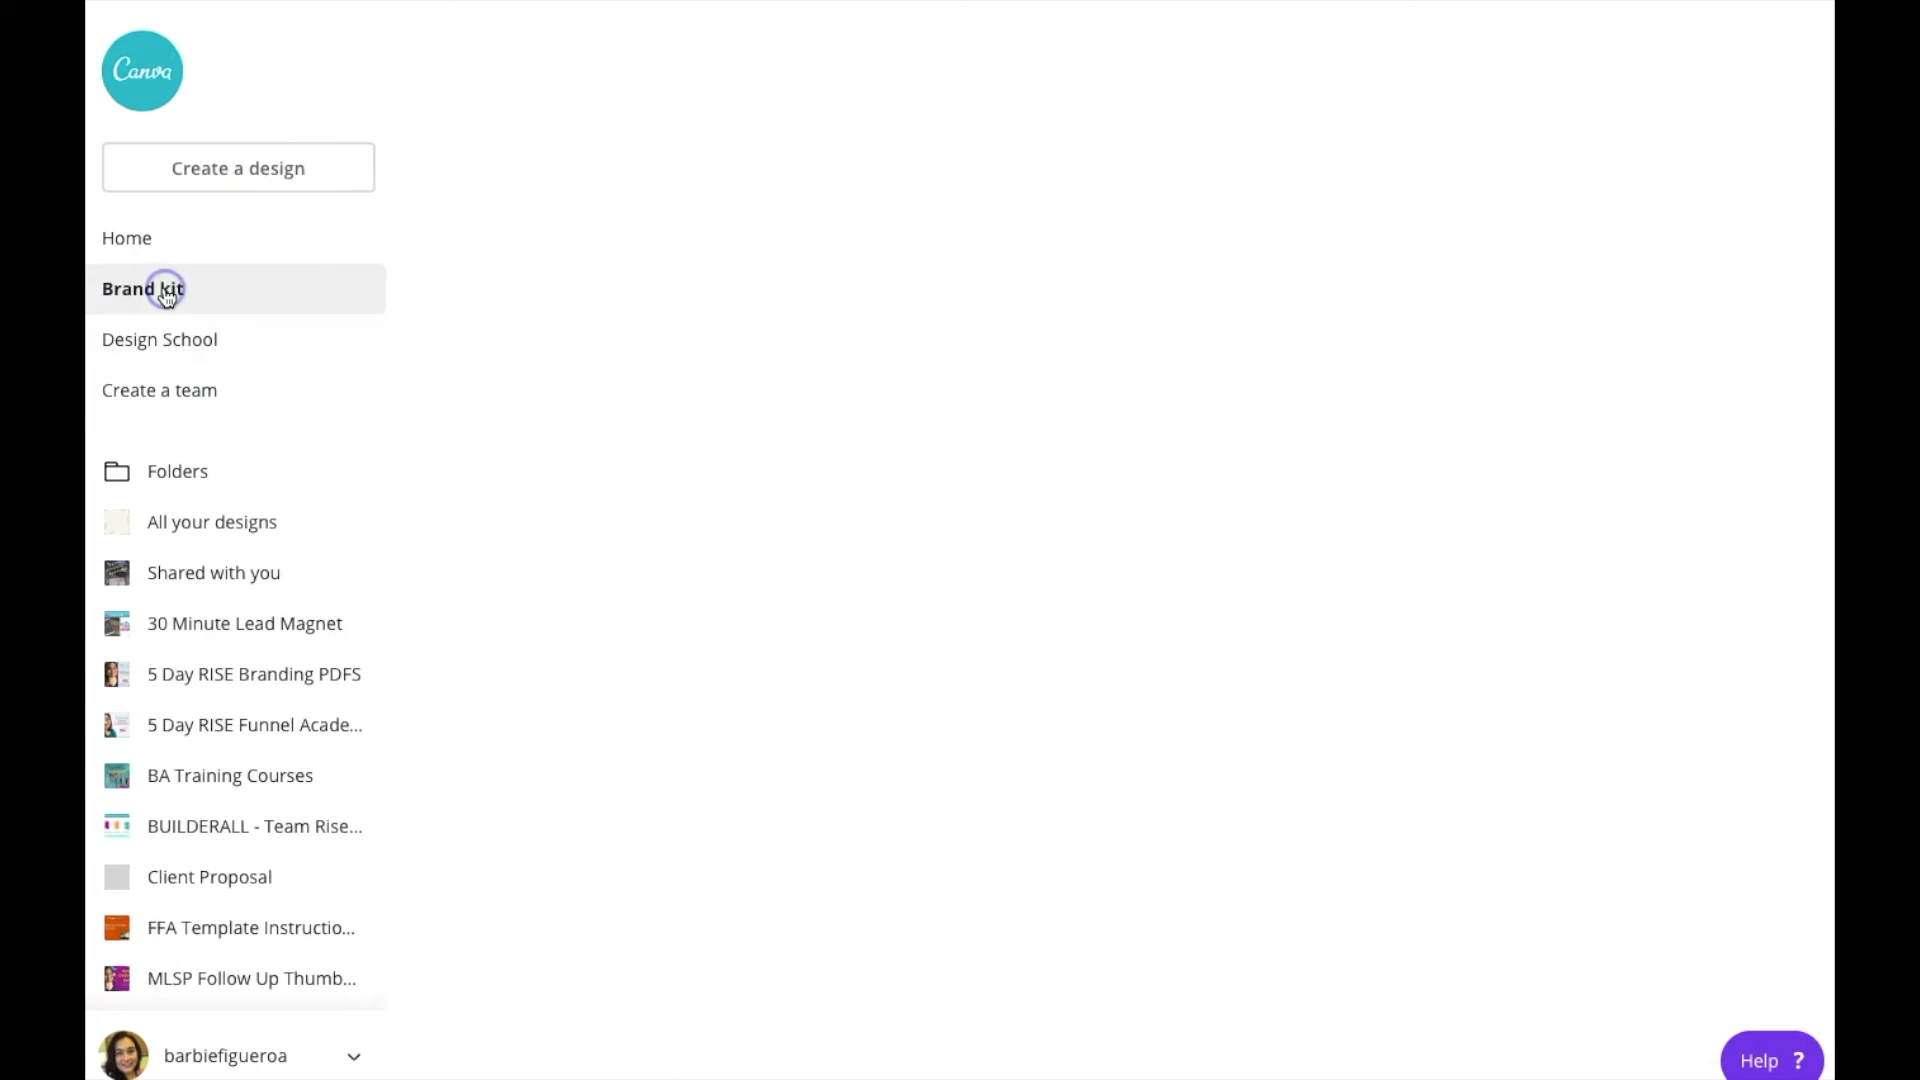 Canva
Create a design
Home
Brand kit
Design School
Create a team
Folders
All your designs
Shared with you
30 Minute Lead Magnet
5 Day RISE Branding PDFS
5 Day RISE Funnel Acade...
BA Training Courses
BUILDERALL - Team Rise...
Client Proposal
FFA Template Instructio...
MLSP Follow Up Thumb...
barbiefigueroa
Help ?